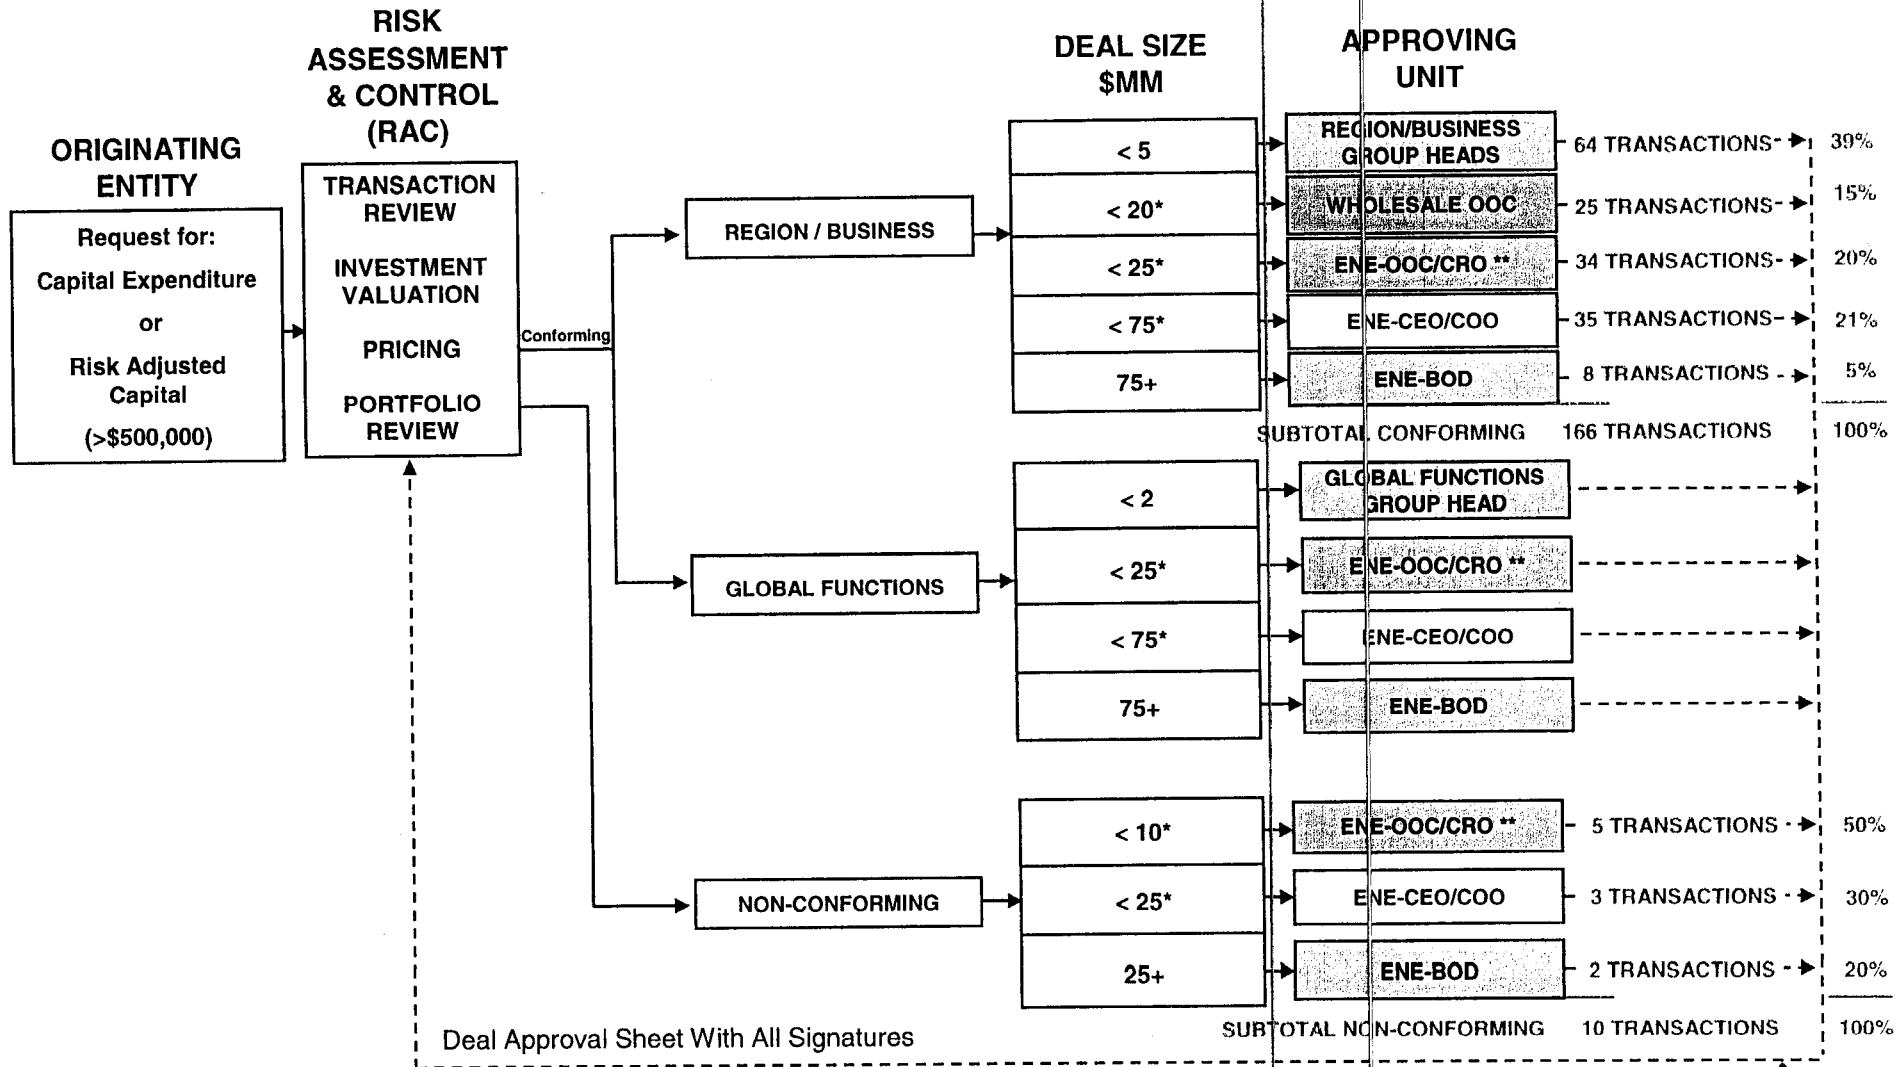 RISK
ASSESSMENT
& CONTROL
(RAC)
DEAL SIZE
$MM
APPROVING
UNIT
ORIGINATING
ENTITY
Request for:
Capital Expenditure
or
Risk Adjusted
Capital
(>$500,000)
TRANSACTION
REVIEW
INVESTMENT
VALUATION
PRICING
PORTFOLIO
REVIEW
Conforming
REGION / BUSINESS
< 5
REGION/BUSINESS
GROUP HEADS
64 TRANSACTIONS
39%
< 20*
WHOLESALE OOC
25 TRANSACTIONS
15%
< 25*
ENE-OOC/CRO **
34 TRANSACTIONS
20%
< 75*
ENE-CEO/COO
35 TRANSACTIONS
21%
75+
ENE-BOD
8 TRANSACTIONS
5%
SUBTOTAL CONFORMING 166 TRANSACTIONS 100%
GLOBAL FUNCTIONS
< 2
GLOBAL FUNCTIONS
GROUP HEAD
< 25*
ENE-OOC/CRO **
< 75*
ENE-CEO/COO
75+
ENE-BOD
NON-CONFORMING
< 10*
ENE-OOC/CRO **
5 TRANSACTIONS
50%
< 25*
ENE-CEO/COO
3 TRANSACTIONS
30%
25+
ENE-BOD
2 TRANSACTIONS
20%
SUBTOTAL NON-CONFORMING 10 TRANSACTIONS 100%
Deal Approval Sheet With All Signatures